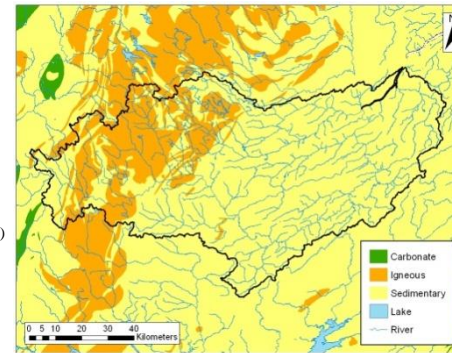 N
)
Carbonate
Igneous
Sedimentary
Lake
River
0 5 10 20 30 40
Kilometers